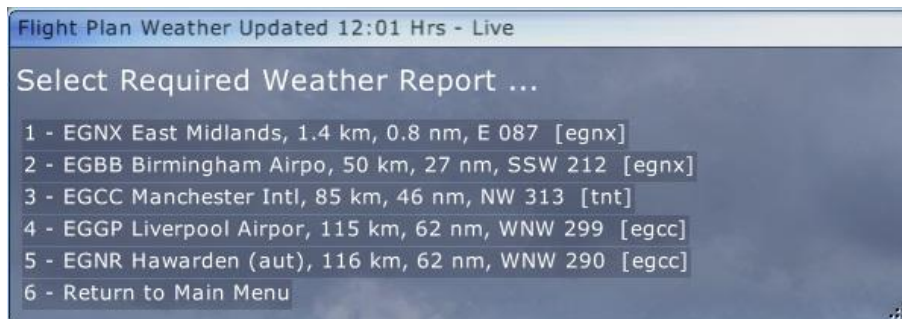 Flight Plan Weather Updated 12:01 Hrs - Live
Select Required Weather Report ...
1 - EGNX East Midlands, 1.4 km, 0.8 nm, E 087 [egnx]
2 - EGBB Birmingham Airpo, 50 km, 27 nm, SSW 212 [egnx]
3 - EGCC Manchester Intl, 85 km, 46 nm, NW 313 [tnt]
4 - EGGP Liverpool Airpor, 115 km, 62 nm, WNW 299 [egcc]
5 - EGNR Hawarden (aut), 116 km, 62 nm, WNW 290 [egcc]
6 - Return to Main Menu